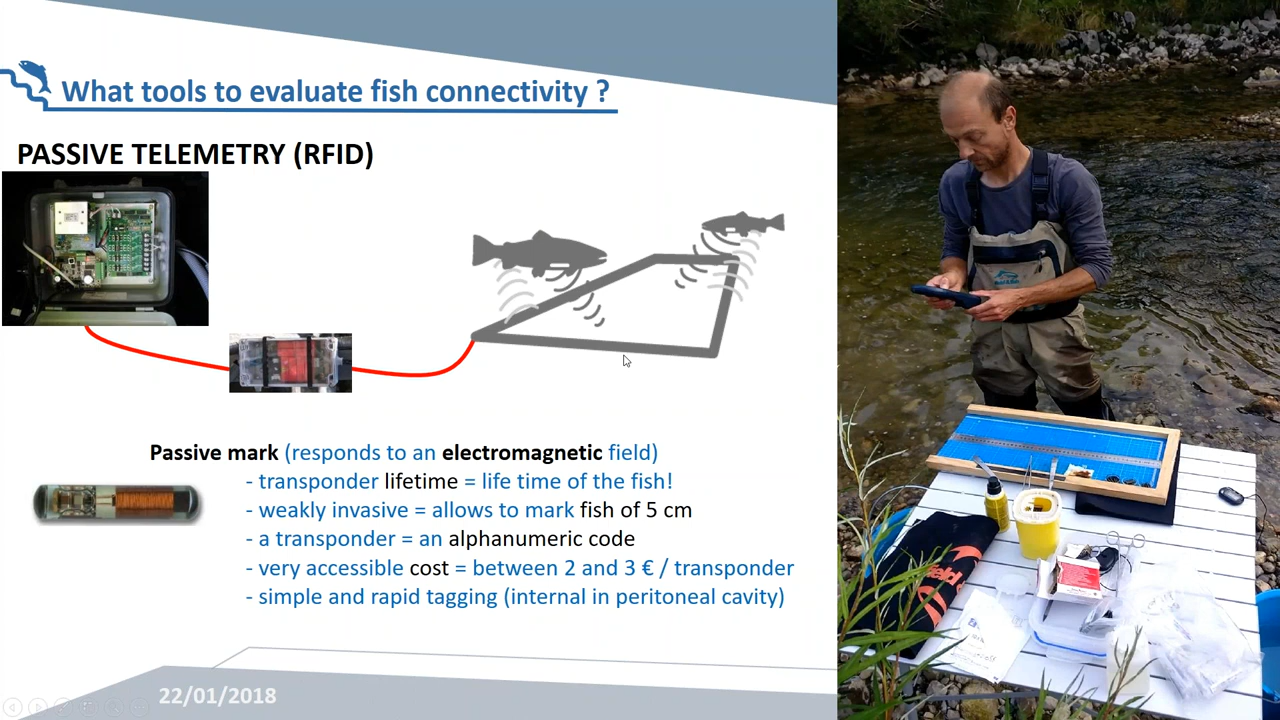 What tools to evaluate fish connectivity ?
PASSIVE TELEMETRY (RFID)
Passive mark (responds to an electromagnetic field)
- transponder lifetime = life time of the fish!
- weakly invasive = allows to mark fish of 5 cm
- a transponder = an alphanumeric code
- very accessible cost = between 2 and 3 € / transponder
- simple and rapid tagging (internal in peritoneal cavity)
22/01/2018